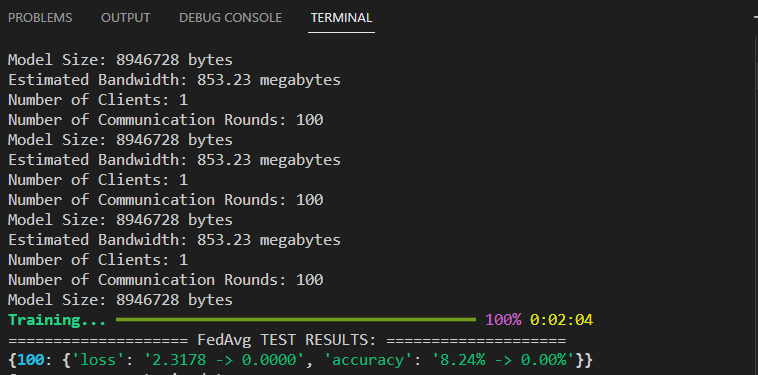 PROBLEMS OUTPUT DEBUG CONSOLE TERMINAL
Model Size: 8946728 bytes
Estimated Bandwidth: 853.23 megabytes
Number of Clients: 1
Number of Communication Rounds: 100
Model Size: 8946728 bytes
Estimated Bandwidth: 853.23 megabytes
Number of Clients: 1
Number of Communication Rounds: 100
Model Size: 8946728 bytes
Estimated Bandwidth: 853.23 megabytes
Number of Clients: 1
Number of Communication Rounds: 100
Model Size: 8946728 bytes
Training... 100% 0:02:04
==================== FedAvg TEST RESULTS: ====================
{100: {'loss': '2.3178 -> 0.0000', 'accuracy': '8.24% -> 0.00%'}}